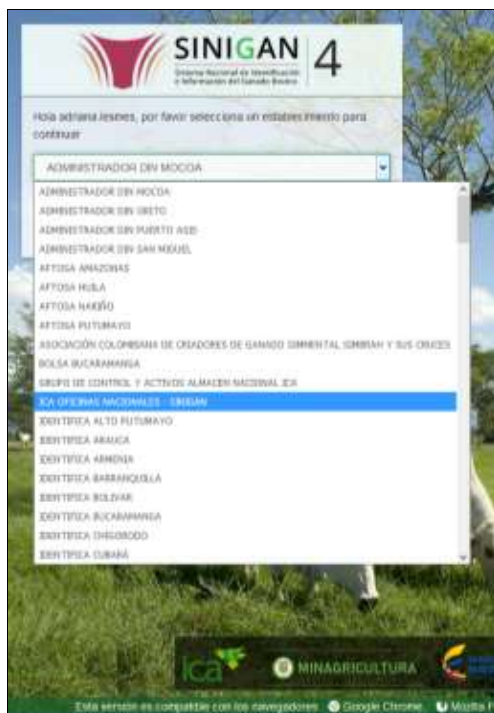 SINIGAN 4
Sistema Nacional de Identificación
e Información del Ganado Bovino
Hola adriana lesmes, por favor selecciona un establecimiento para
continuar
ADMINISTRADOR DIN MOCOA
ADMINISTRADOR DIN MOCOA
ADMINISTRADOR DIN ORITO
ADMINISTRADOR DIN PUERTO ASIS
ADMINISTRADOR DIN SAN MIGUEL
AFTOSA AMAZONAS
AFTOSA HUILA
AFTOSA NARIÑO
AFTOSA PUTUMAYO
ASOCIACIÓN COLOMBIANA DE CRIADORES DE GANADO SIMMENTAL SIMBRAH Y SUS CRUCES
BOLSA BUCARAMANGA
GRUPO DE CONTROL Y ACTIVOS ALMACEN NACIONAL ICA
ICA OFICINAS NACIONALES - SINIGAN
IDENTIFICA ALTO PUTUMAYO
IDENTIFICA ARAUCA
IDENTIFICA ARMENIA
IDENTIFICA BARRANQUILLA
IDENTIFICA BOLIVAR
IDENTIFICA BUCARAMANGA
IDENTIFICA CHIGORODO
IDENTIFICA CUBARÁ
ica
MINAGRICULTURA
Esta versión es compatible con los navegadores Google Chrome Mozilla F